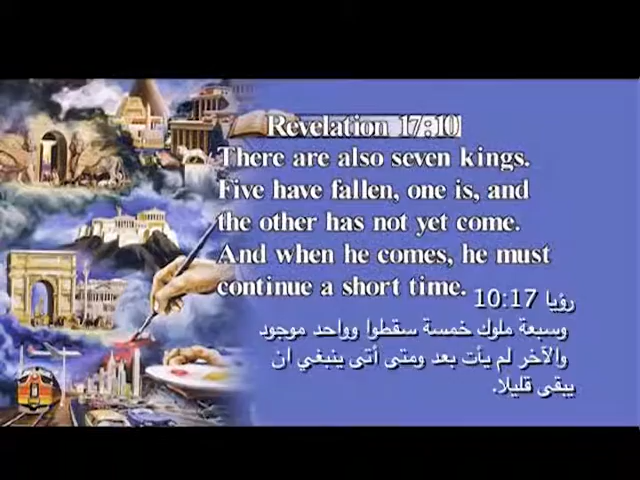 Revelation 17:10
There are also seven kings.
Five have fallen, one is, and
the other has not yet come.
And when he comes, he must
continue a short time.
رؤيا 10:17
وسبعة ملوك خمسة سقطوا وواحد موجود
والآخر لم يأت بعد ومتى أتى ينبغي ان
يبقى قليلا.